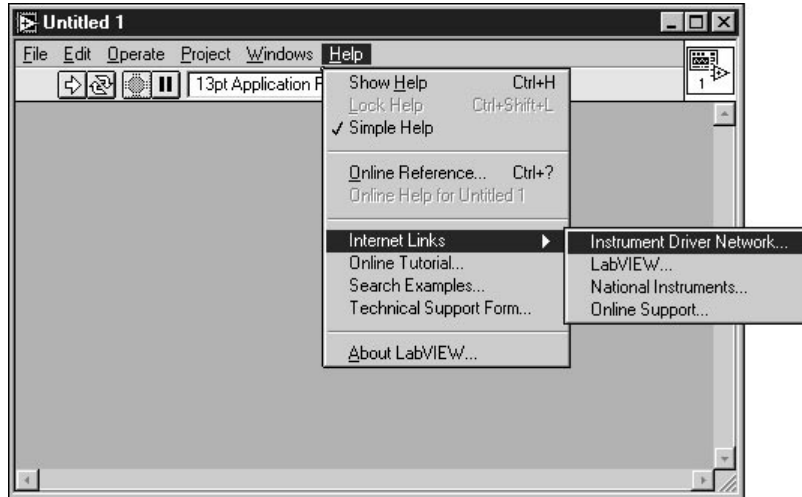 Untitled 1
File Edit Operate Project Windows Help
13pt Application F
1
Show Help Ctrl+H
Lock Help Ctrl+Shift+L
✓ Simple Help
Online Reference... Ctrl+?
Online Help for Untitled 1
Internet Links
Online Tutorial...
Search Examples...
Technical Support Form...
About LabVIEW...
Instrument Driver Network...
LabVIEW...
National Instruments...
Online Support...